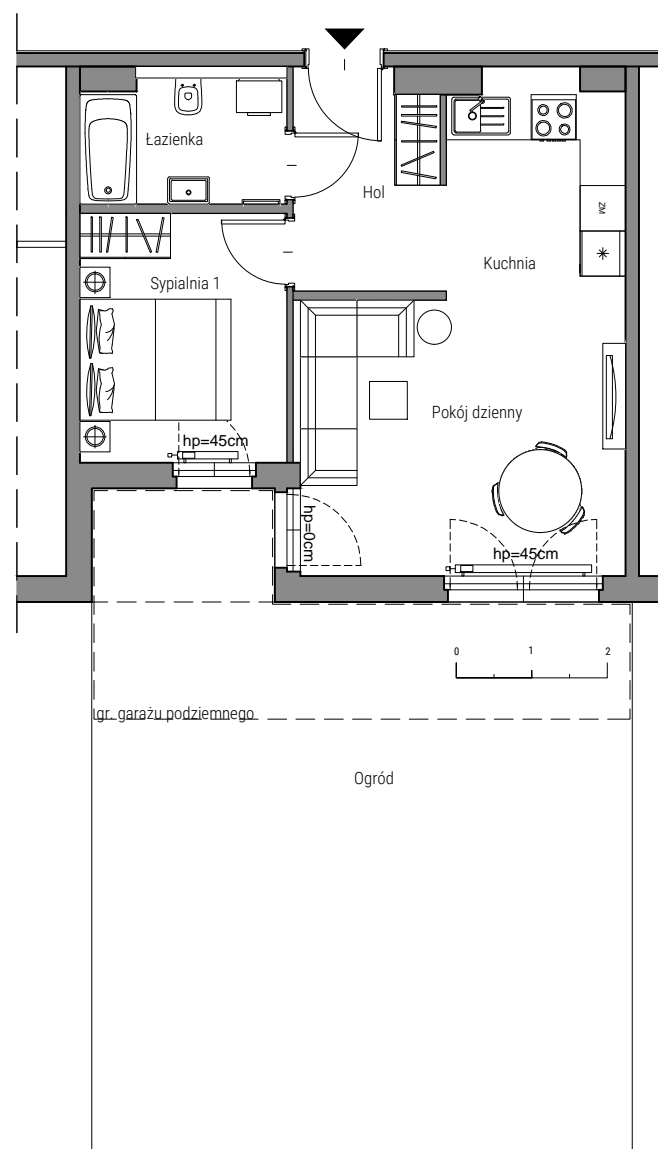 Łazienka
Hol
ZM
Kuchnia
Sypialnia 1
Pokój dzienny
hp=45cm
hp=0cm
hp=45cm
0 1 2
gr. garażu podziemnego
Ogród